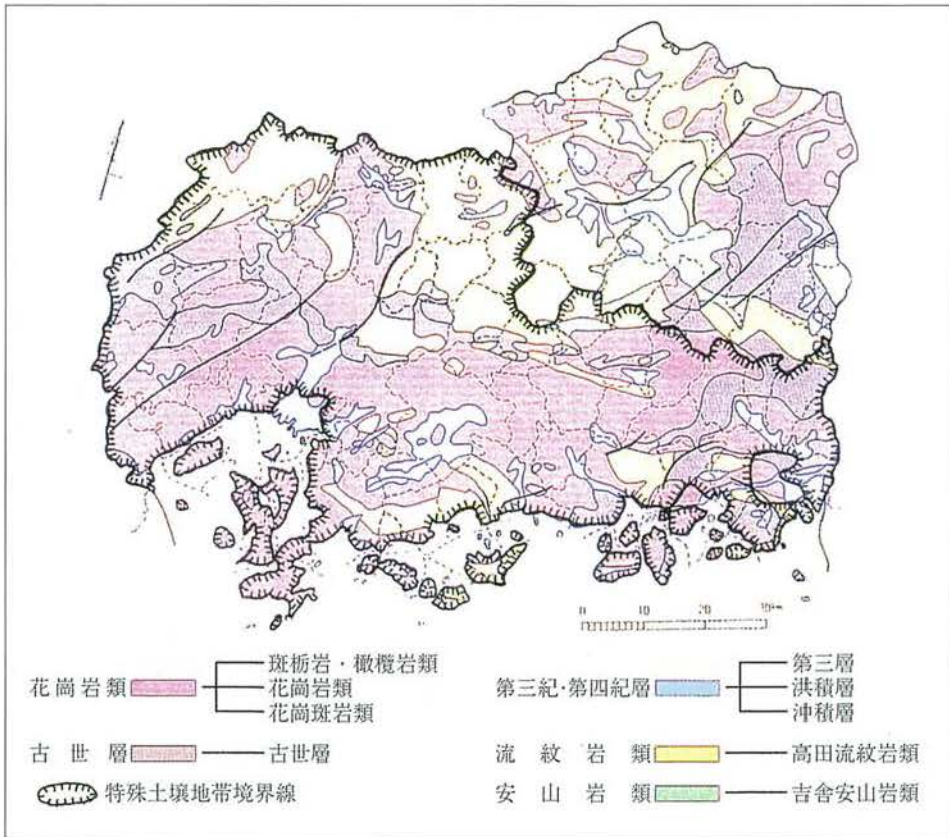 0 10 20 30km
花崗岩類
斑栃岩・橄欖岩類
花崗岩類
花崗斑岩類
古世層
古世層
特殊土壌地帯境界線
第三紀・第四紀層
第三層
洪積層
沖積層
流紋岩類
高田流紋岩類
安山岩類
吉舎安山岩類